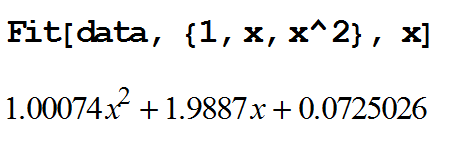 Fit[data, {1, x, x^2}, x]
1.00074x² + 1.9887x + 0.0725026